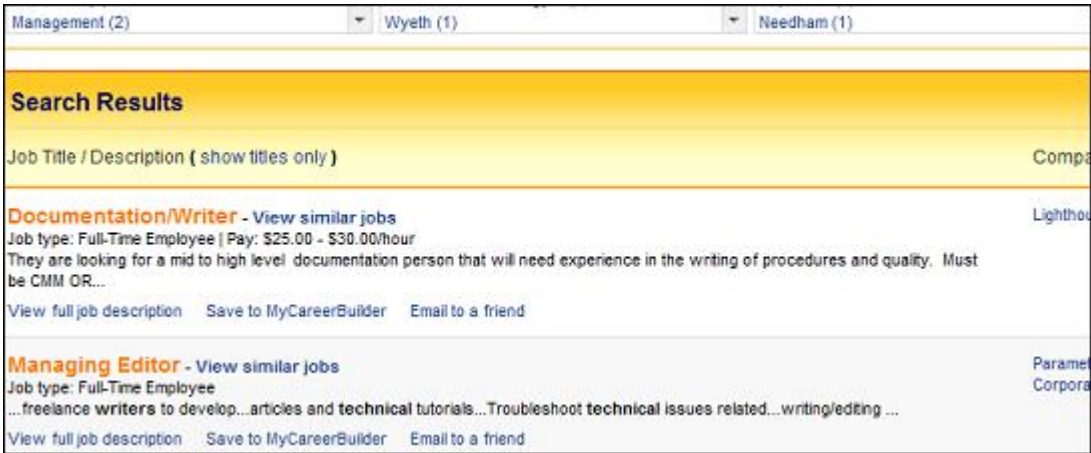 Management (2) Wyeth (1) Needham (1)
Search Results
Job Title / Description ( show titles only ) Compa
Documentation/Writer - View similar jobs Lighthou
Job type: Full-Time Employee | Pay: $25.00 - $30.00/hour
They are looking for a mid to high level documentation person that will need experience in the writing of procedures and quality. Must
be CMM OR...
View full job description Save to MyCareerBuilder Email to a friend
Managing Editor - View similar jobs Paramet
Job type: Full-Time Employee Corpora
...freelance writers to develop...articles and technical tutorials...Troubleshoot technical issues related...writing/editing ...
View full job description Save to MyCareerBuilder Email to a friend